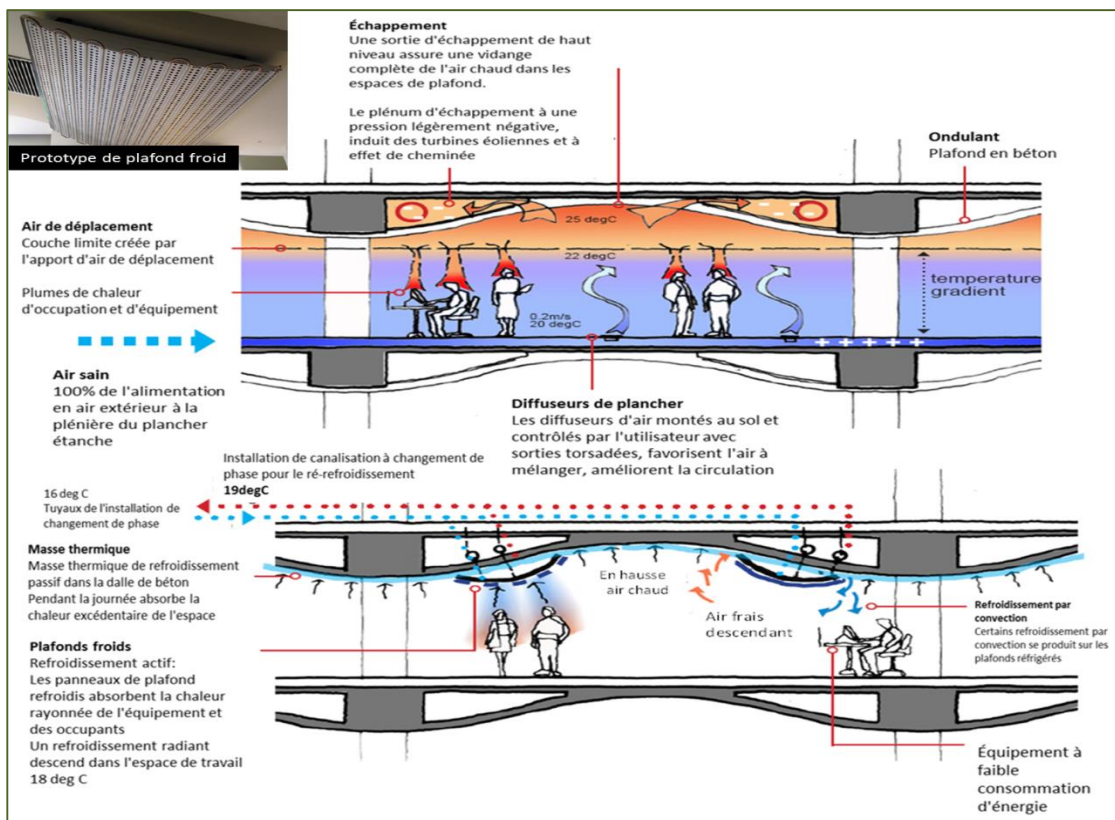 Prototype de plafond froid
Échappement
Une sortie d'échappement de haut
niveau assure une vidange
complète de l'air chaud dans les
espaces de plafond.
Le plénum d'échappement à une
pression légèrement négative,
induit des turbines éoliennes et à
effet de cheminée
Ondulant
Plafond en béton
Air de déplacement
Couche limite créée par
l'apport d'air de déplacement
Plumes de chaleur
d'occupation et d'équipement
25 degC
22 degC
0.2m/s
20 degC
temperature
gradient
Air sain
100% de l'alimentation
en air extérieur à la
plénière du plancher
étanche
Diffuseurs de plancher
Les diffuseurs d'air montés au sol et
contrôlés par l'utilisateur avec
sorties torsadées, favorisent l'air à
mélanger, améliorent la circulation
Installation de canalisation à changement de
phase pour le ré-refroidissement
19degC
16 deg C
Tuyaux de l'installation de
changement de phase
Masse thermique
Masse thermique de refroidissement
passif dans la dalle de béton
Pendant la journée absorbe la
chaleur excédentaire de l'espace
En hausse
air chaud
Air frais
descendant
Refroidissement par
convection
Certains refroidissement par
convection se produit sur les
plafonds réfrigérés
Plafonds froids
Refroidissement actif:
Les panneaux de plafond
refroidis absorbent la chaleur
rayonnée de l'équipement et
des occupants
Un refroidissement radiant
descend dans l'espace de travail
18 deg C
Équipement à
faible
consommation
d'énergie